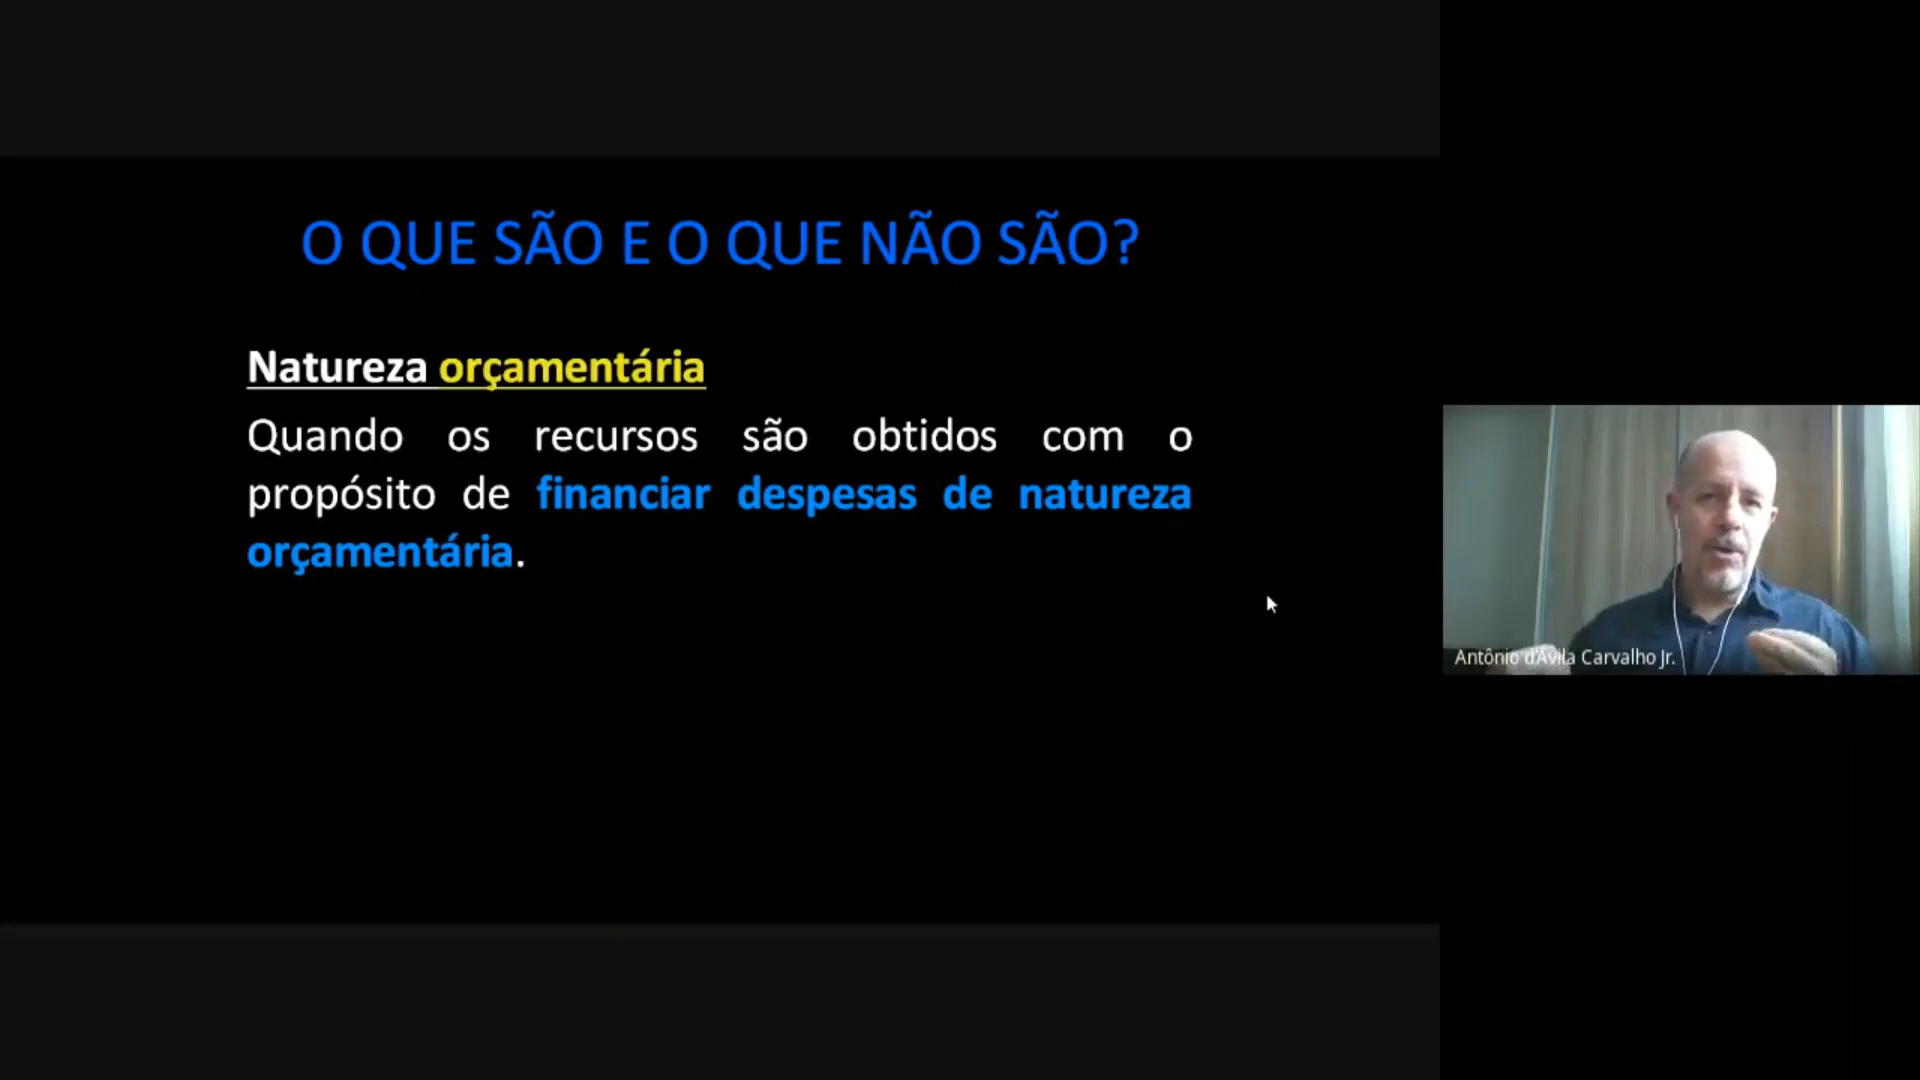 O QUE SÃO E O QUE NÃO SÃO?
Natureza orçamentária
Quando os recursos são obtidos com o
propósito de financiar despesas de natureza
orçamentária.
Antônio d'Ávila Carvalho Jr.